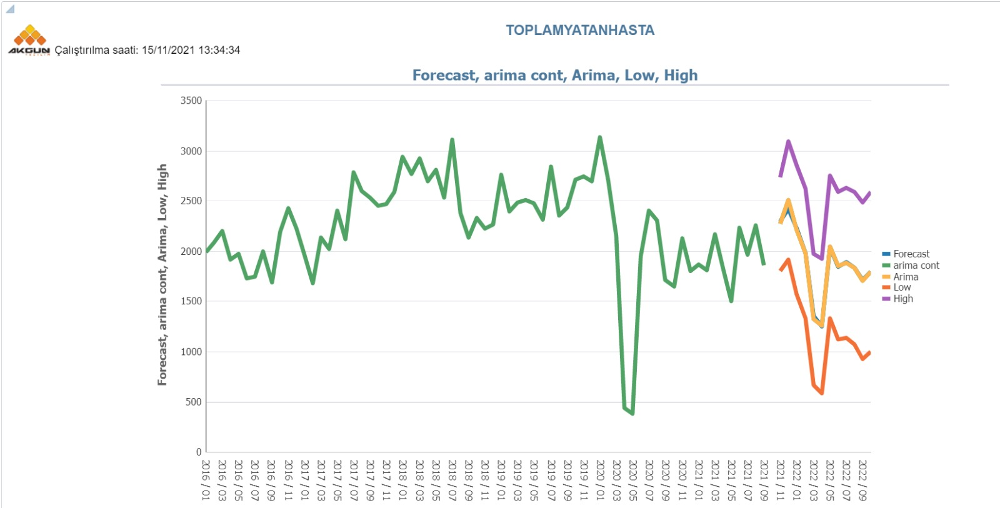 TOPLAMYATANHASTA
AKGUN
YAZILIM
Çalıştırılma saati: 15/11/2021 13:34:34
Forecast, arima cont, Arima, Low, High
Forecast, arima cont, Arima, Low, High
3500
3000
2500
2000
1500
1000
500
0
2016 / 01
2016 / 03
2016 / 05
2016 / 07
2016 / 09
2016 / 11
2017 / 01
2017 / 03
2017 / 05
2017 / 07
2017 / 09
2017 / 11
2018 / 01
2018 / 03
2018 / 05
2018 / 07
2018 / 09
2018 / 11
2019 / 01
2019 / 03
2019 / 05
2019 / 07
2019 / 09
2019 / 11
2020 / 01
2020 / 03
2020 / 05
2020 / 07
2020 / 09
2020 / 11
2021 / 01
2021 / 03
2021 / 05
2021 / 07
2021 / 09
2021 / 11
2022 / 01
2022 / 03
2022 / 05
2022 / 07
2022 / 09
Forecast
arima cont
Arima
Low
High